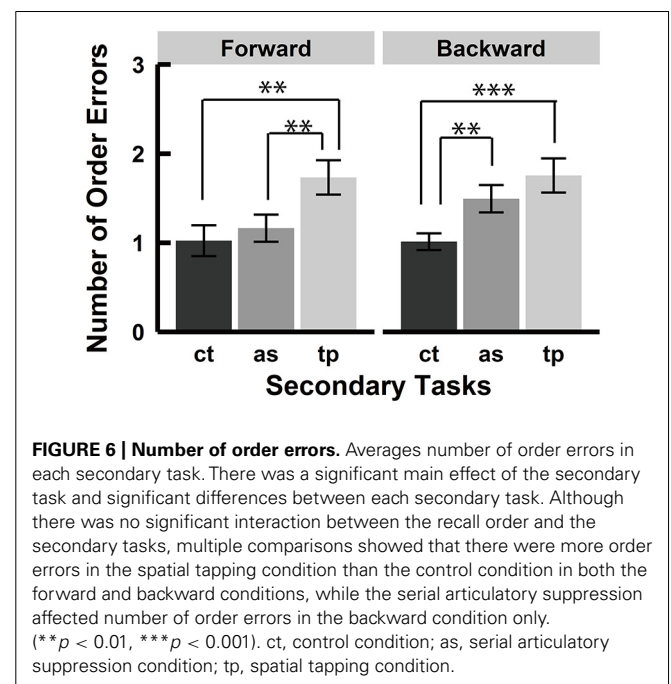 Forward Backward
3
2
1
0
** ** *** **
Number of Order Errors
ct as tp ct as tp
Secondary Tasks
FIGURE 6 | Number of order errors. Averages number of order errors in
each secondary task. There was a significant main effect of the secondary
task and significant differences between each secondary task. Although
there was no significant interaction between the recall order and the
secondary tasks, multiple comparisons showed that there were more order
errors in the spatial tapping condition than the control condition in both the
forward and backward conditions, while the serial articulatory suppression
affected number of order errors in the backward condition only.
(**p < 0.01, ***p < 0.001). ct, control condition; as, serial articulatory
suppression condition; tp, spatial tapping condition.